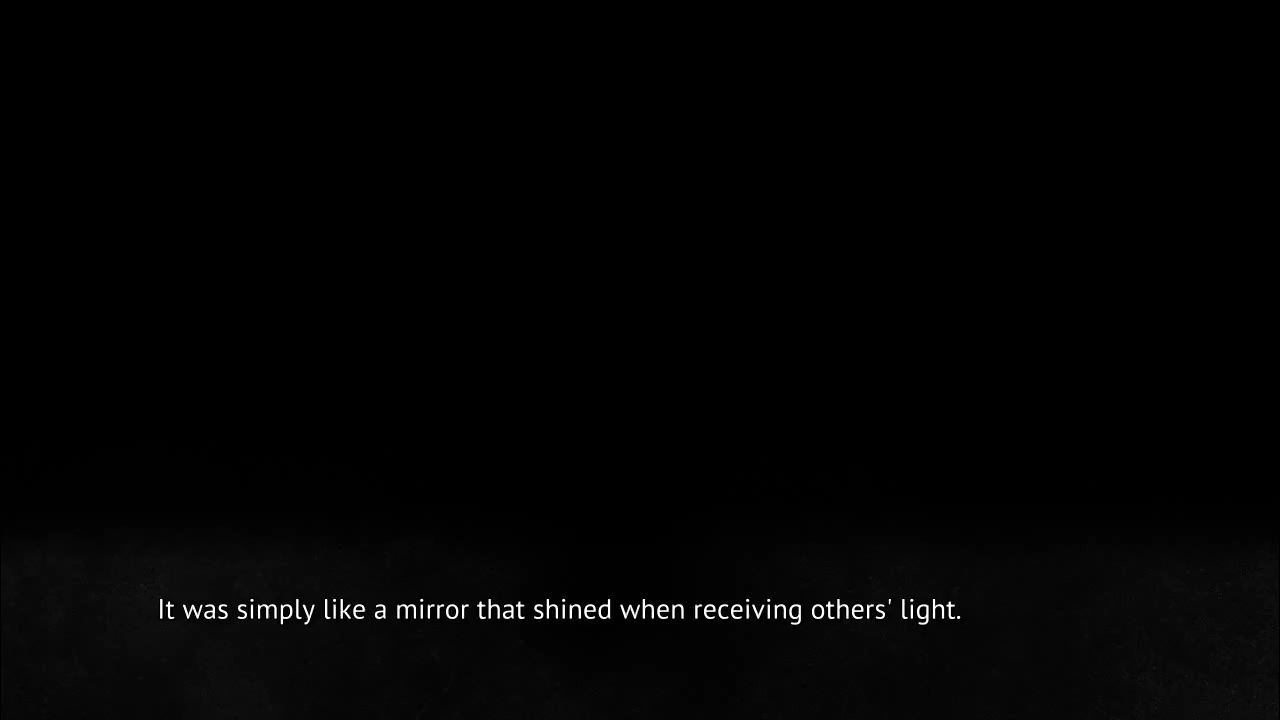 It was simply like a mirror that shined when receiving others' light.